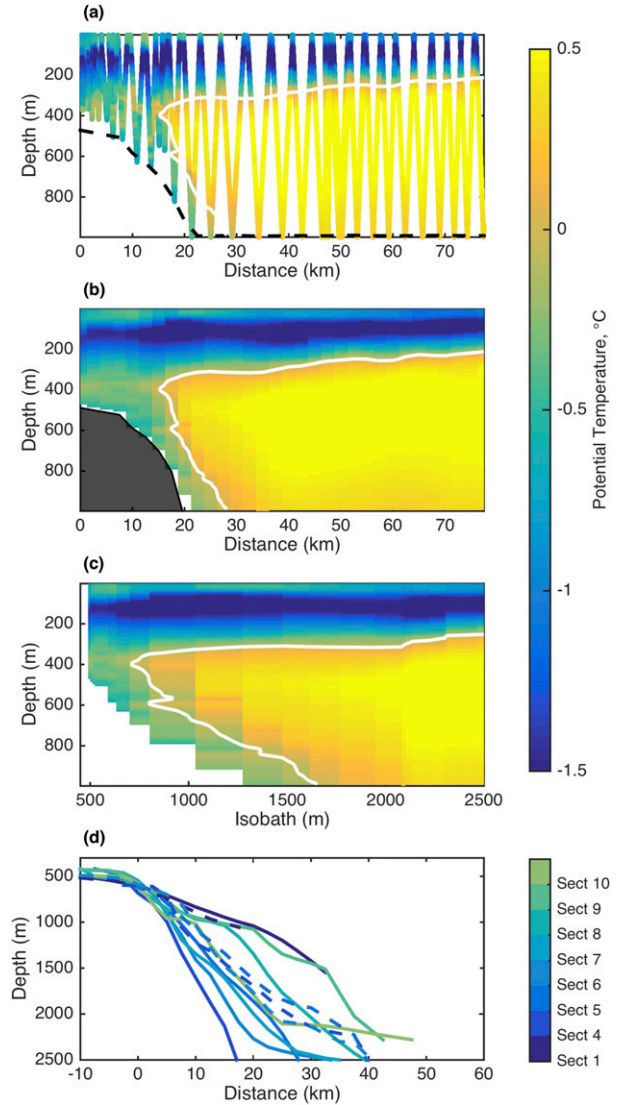 (a)
200
400
600
800
Depth (m)
0 10 20 30 40 50 60 70
Distance (km)
(b)
200
400
600
800
Depth (m)
0 10 20 30 40 50 60 70
Distance (km)
(c)
200
400
600
800
Depth (m)
500 1000 1500 2000 2500
Isobath (m)
0.5
0
-0.5
-1
-1.5
Potential Temperature, °C
(d)
500
1000
1500
2000
2500
Depth (m)
-10 0 10 20 30 40 50 60
Distance (km)
Sect 10
Sect 9
Sect 8
Sect 7
Sect 6
Sect 5
Sect 4
Sect 1